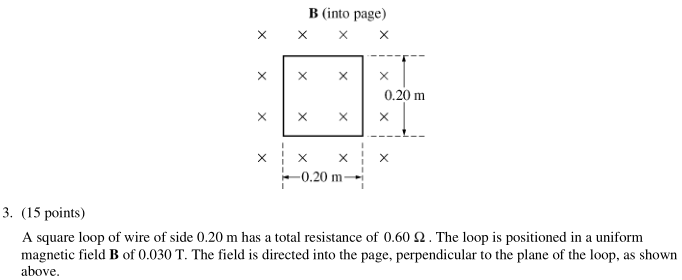 B (into page)
× × × ×
× × × ×
0.20 m
× × × ×
× × × ×
0.20 m
3. (15 points)
A square loop of wire of side 0.20 m has a total resistance of 0.60 Ω . The loop is positioned in a uniform
magnetic field B of 0.030 T. The field is directed into the page, perpendicular to the plane of the loop, as shown
above.